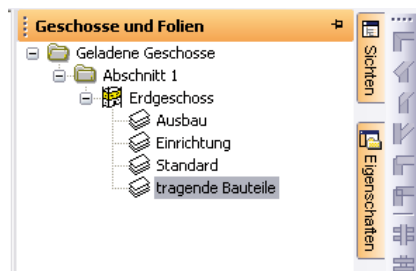 Geschosse und Folien
Geladene Geschosse
Abschnitt 1
Erdgeschoss
Ausbau
Einrichtung
Standard
tragende Bauteile
Sichten
Eigenschaften